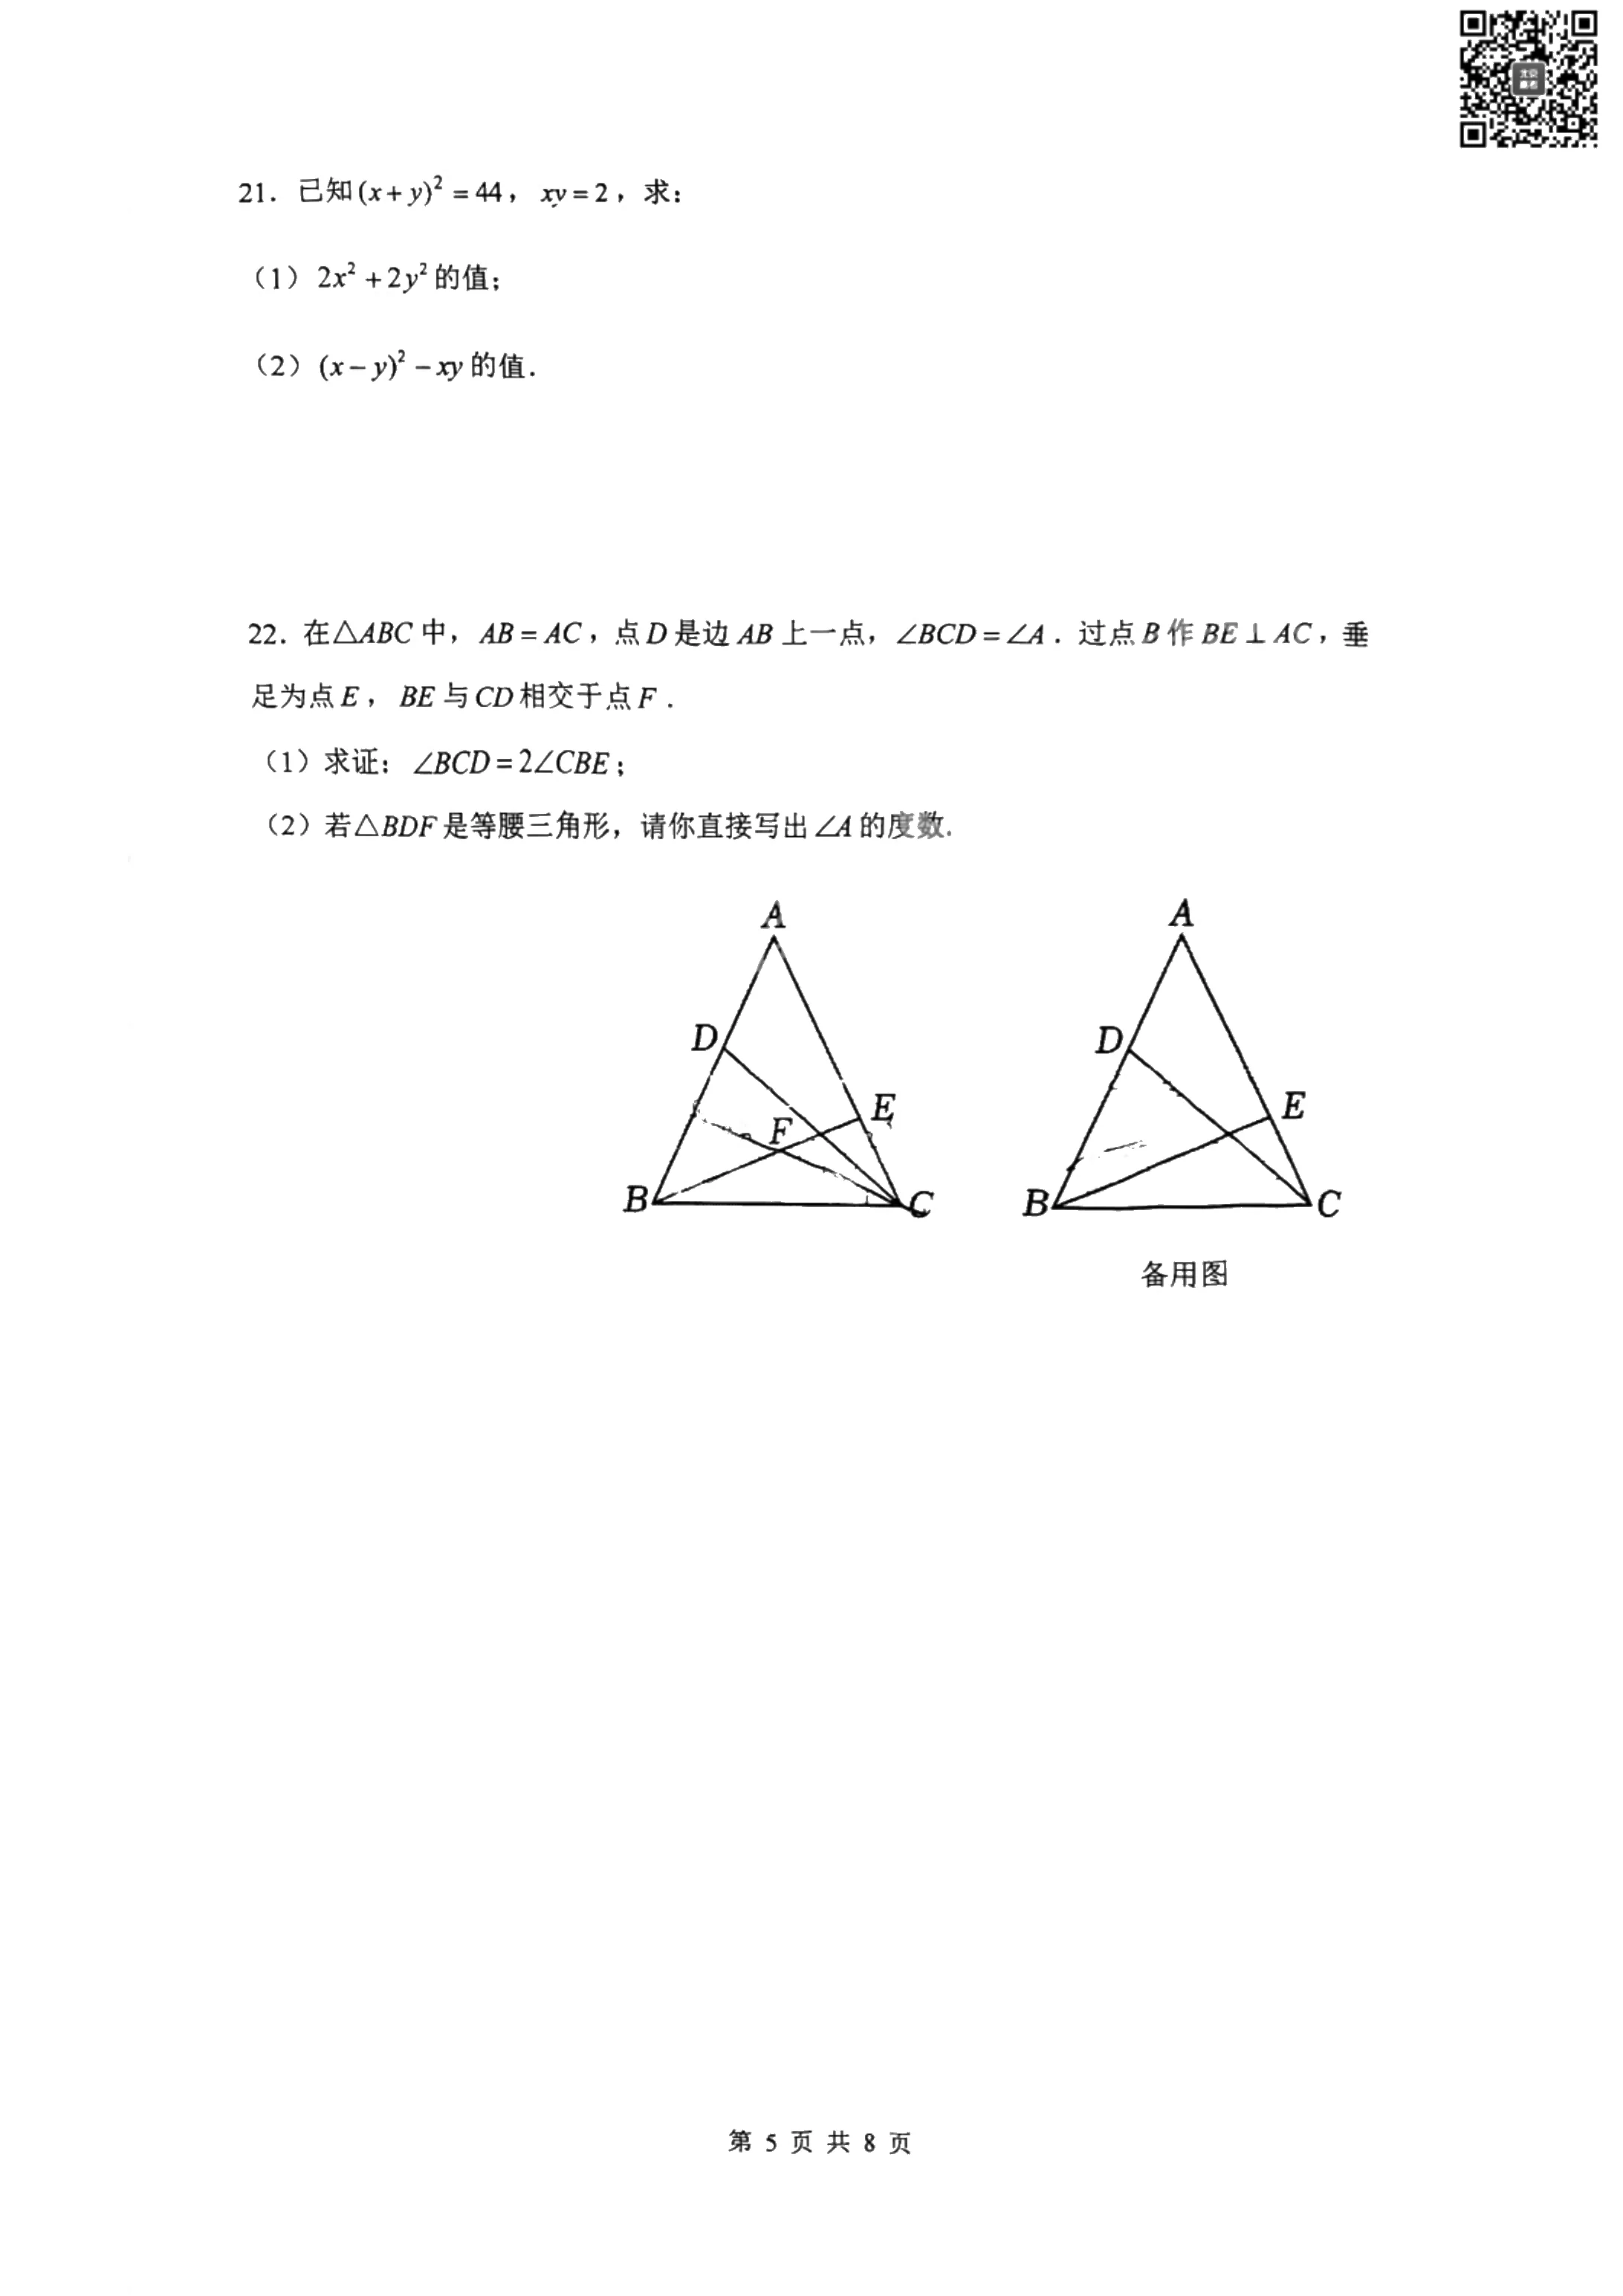 21. 已知(x+y)²=44, xy=2, 求:
(1) 2x²+2y²的值;
(2) (x-y)²-xy的值.
22. 在△ABC中, AB=AC, 点D是边AB上一点, ∠BCD=∠A. 过点B作BE⊥AC, 垂
足为点E, BE与CD相交于点F.
(1) 求证: ∠BCD=2∠CBE;
(2) 若△BDF是等腰三角形, 请你直接写出∠A的度数.
A
D
E
F
B
C
A
D
E
B
C
备用图
第 5 页 共 8 页